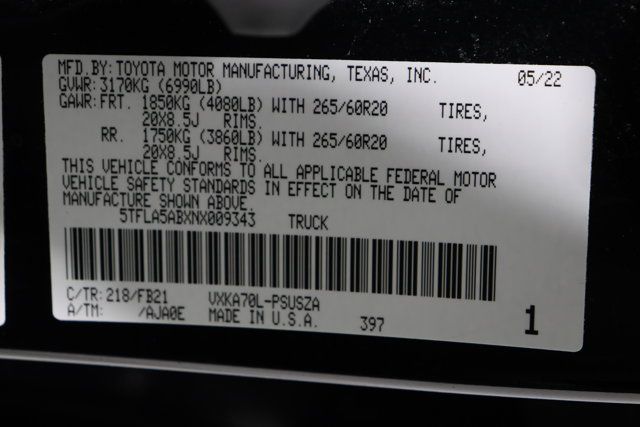 MFD.BY: TOYOTA MOTOR MANUFACTURING, TEXAS, INC. 05/22
GVWR: 3170KG (6990LB)
GAWR: FRT. 1850KG (4080LB) WITH 265/60R20 TIRES,
20X8.5J RIMS.
RR. 1750KG (3860LB) WITH 265/60R20 TIRES,
20X8.5J RIMS.
THIS VEHICLE CONFORMS TO ALL APPLICABLE FEDERAL MOTOR
VEHICLE SAFETY STANDARDS IN EFFECT ON THE DATE OF
MANUFACTURE SHOWN ABOVE.
5TFLA5ABXNX009343 TRUCK
C/TR: 218/FB21 VXKA70L-PSUSZA
A/TM: /AJA0E MADE IN U.S.A. 397 1